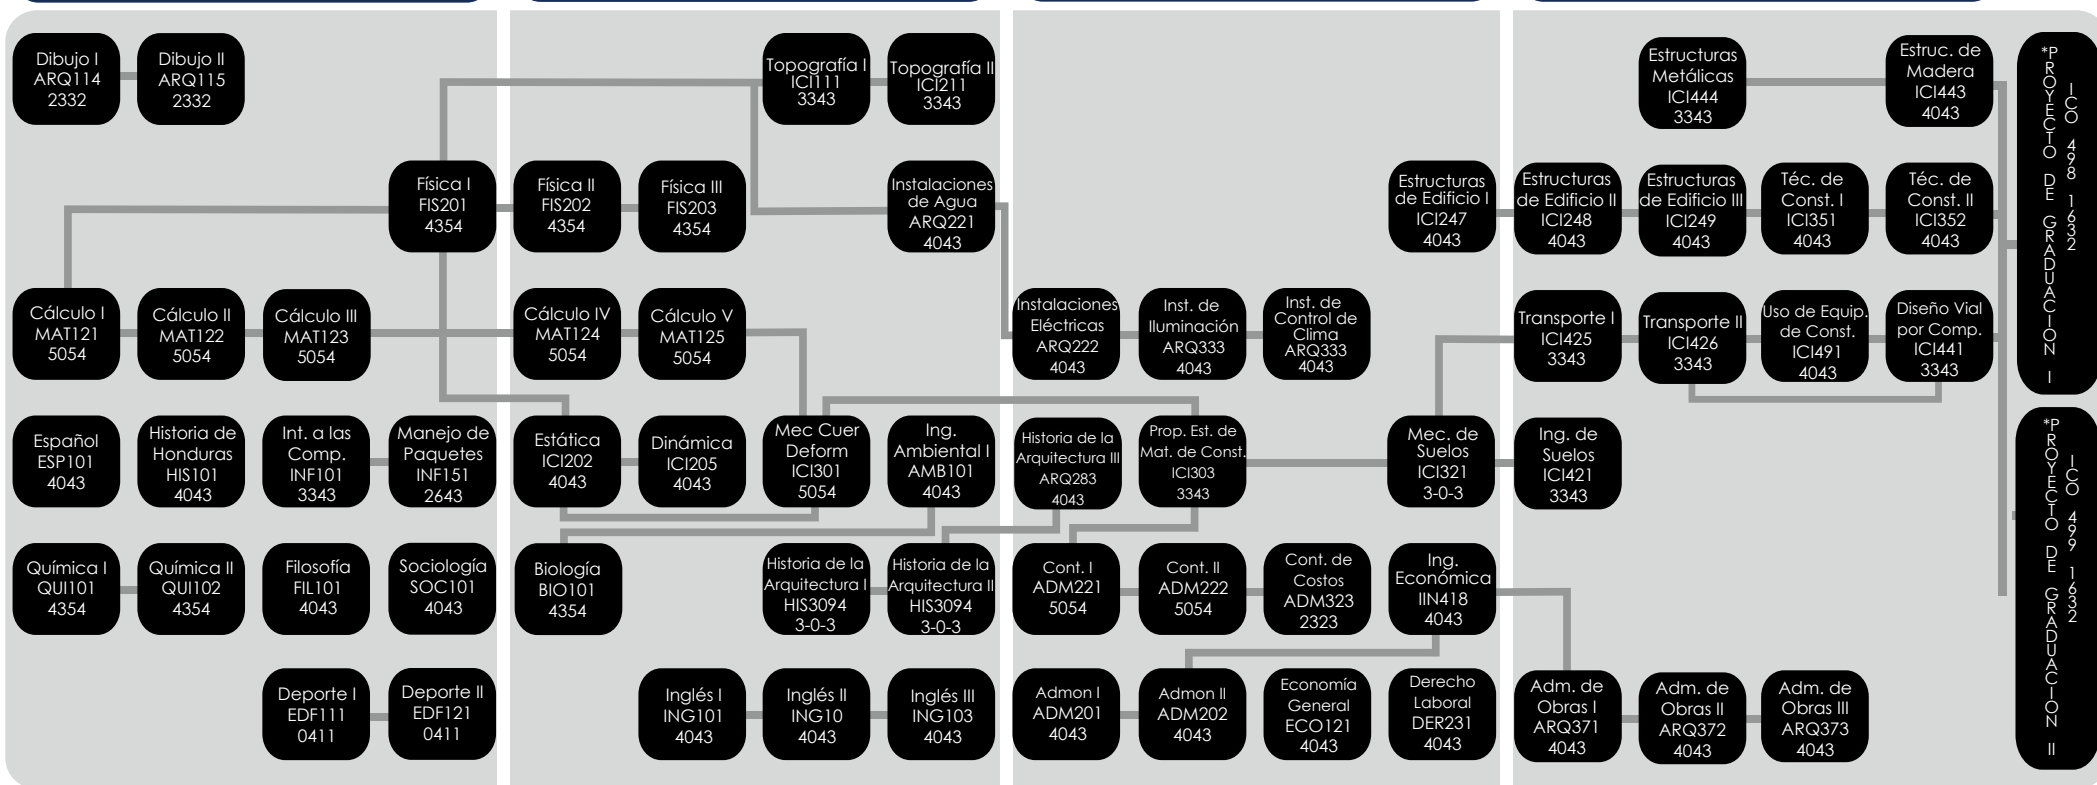 Dibujo I
ARQ114
2332
Dibujo II
ARQ115
2332
Topografía I
ICI111
3343
Topografía II
ICI211
3343
Estructuras
Metálicas
ICI444
3343
Estruc. de
Madera
ICI443
4043
*PROYECTO DE GRADUACION I
ICO 498 1632
Física I
FIS201
4354
Física II
FIS202
4354
Física III
FIS203
4354
Instalaciones
de Agua
ARQ221
4043
Estructuras
de Edificio I
ICI247
4043
Estructuras
de Edificio II
ICI248
4043
Estructuras
de Edificio III
ICI249
4043
Téc. de
Const. I
ICI351
4043
Téc. de
Const. II
ICI352
4043
Cálculo I
MAT121
5054
Cálculo II
MAT122
5054
Cálculo III
MAT123
5054
Cálculo IV
MAT124
5054
Cálculo V
MAT125
5054
Instalaciones
Eléctricas
ARQ222
4043
Inst. de
Iluminación
ARQ333
4043
Inst. de
Control de
Clima
ARQ333
4043
Transporte I
ICI425
3343
Transporte II
ICI426
3343
Uso de Equip.
de Const.
ICI491
4043
Diseño Vial
por Comp.
ICI441
3343
Español
ESP101
4043
Historia de
Honduras
HIS101
4043
Int. a las
Comp.
INF101
3343
Manejo de
Paquetes
INF151
2643
Estática
ICI202
4043
Dinámica
ICI205
4043
Mec Cuer
Deform
ICI301
5054
Ing.
Ambiental I
AMB101
4043
Historia de la
Arquitectura III
ARQ283
4043
Prop. Est. de
Mat. de Const.
ICI303
3343
Mec. de
Suelos
ICI321
3-0-3
Ing. de
Suelos
ICI421
3343
*PROYECTO DE GRADUACION II
ICO 499 1632
Química I
QUI101
4354
Química II
QUI102
4354
Filosofía
FIL101
4043
Sociología
SOC101
4043
Biología
BIO101
4354
Historia de la
Arquitectura I
HIS3094
3-0-3
Historia de la
Arquitectura II
HIS3094
3-0-3
Cont. I
ADM221
5054
Cont. II
ADM222
5054
Cont. de
Costos
ADM323
2323
Ing.
Económica
IIN418
4043
Deporte I
EDF111
0411
Deporte II
EDF121
0411
Inglés I
ING101
4043
Inglés II
ING10
4043
Inglés III
ING103
4043
Admon I
ADM201
4043
Admon II
ADM202
4043
Economía
General
ECO121
4043
Derecho
Laboral
DER231
4043
Adm. de
Obras I
ARQ371
4043
Adm. de
Obras II
ARQ372
4043
Adm. de
Obras III
ARQ373
4043